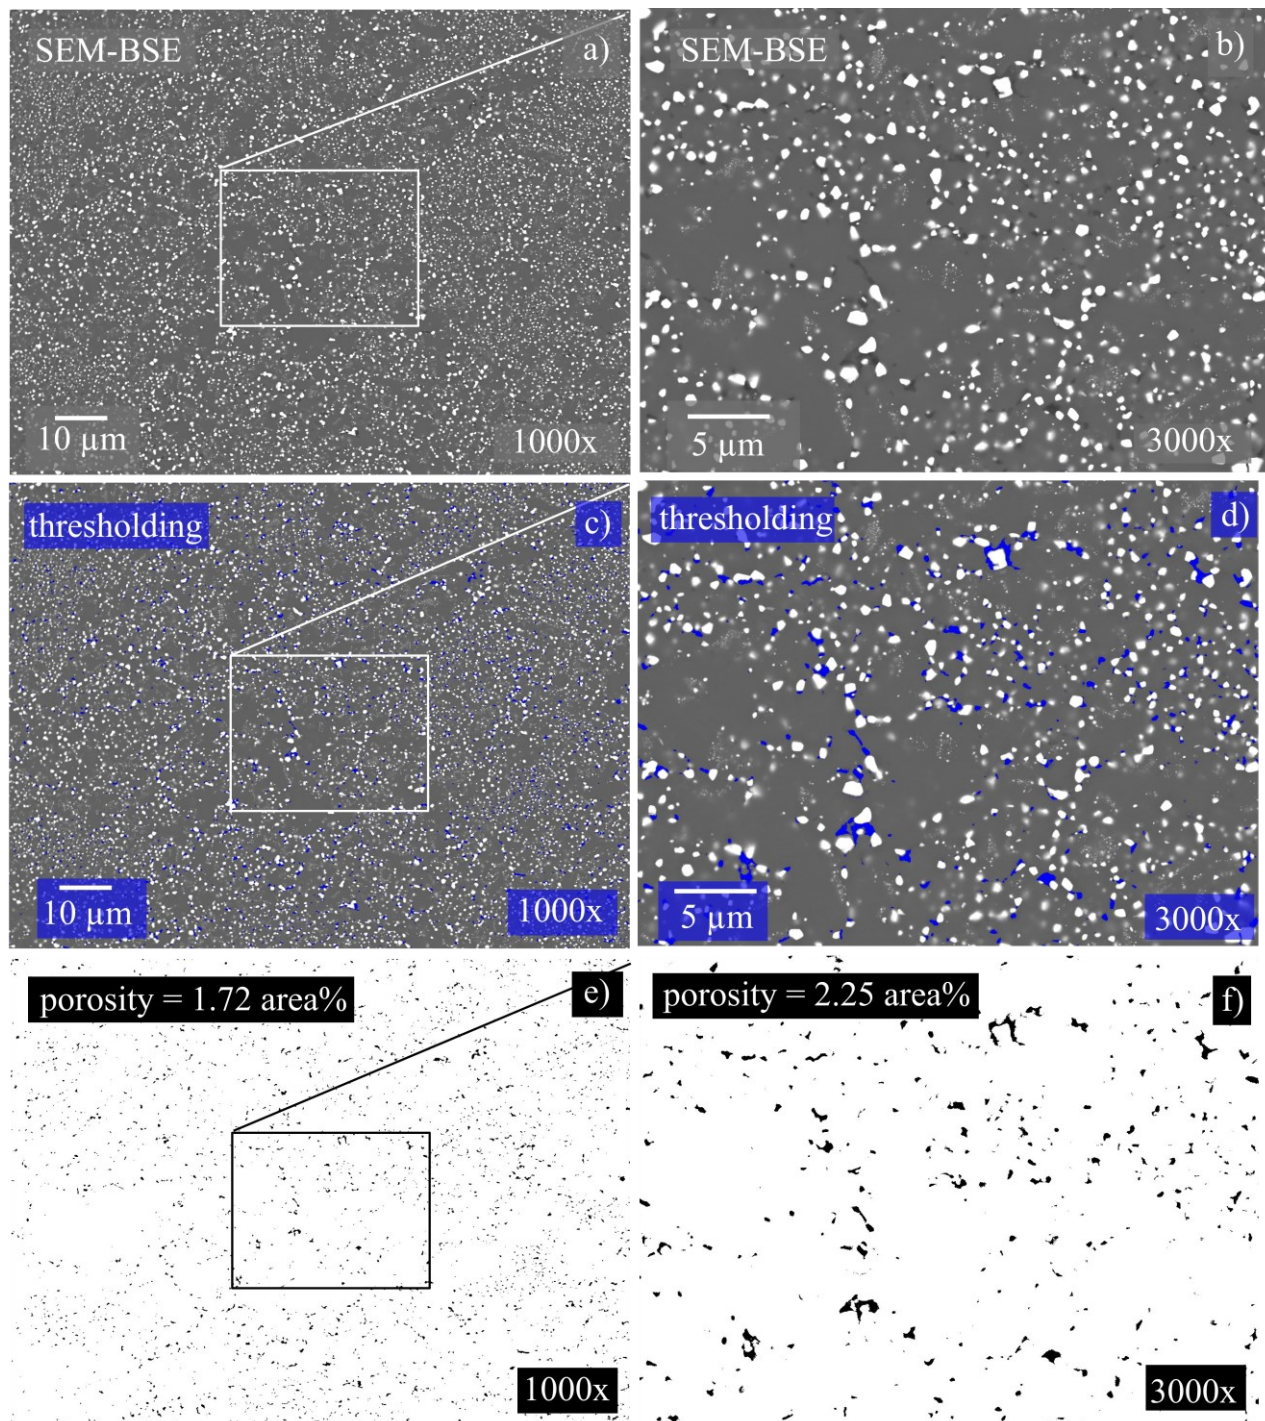 SEM-BSE
a)
10 µm
1000x
SEM-BSE
b)
5 µm
3000x
thresholding
c)
10 µm
1000x
thresholding
d)
5 µm
3000x
porosity = 1.72 area%
e)
1000x
porosity = 2.25 area%
f)
3000x